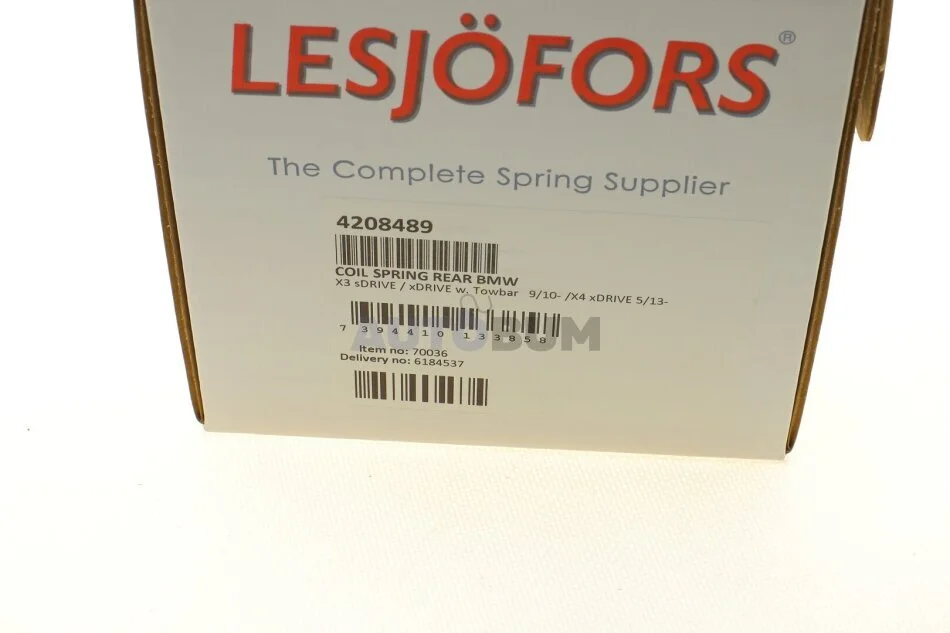 LESJÖFORS®
The Complete Spring Supplier
4208489
COIL SPRING REAR BMW
X3 sDRIVE / xDRIVE w. Towbar 9/10- /X4 xDRIVE 5/13-
7 394410 133858
AUTOBUM
Item no: 70036
Delivery no: 6184537